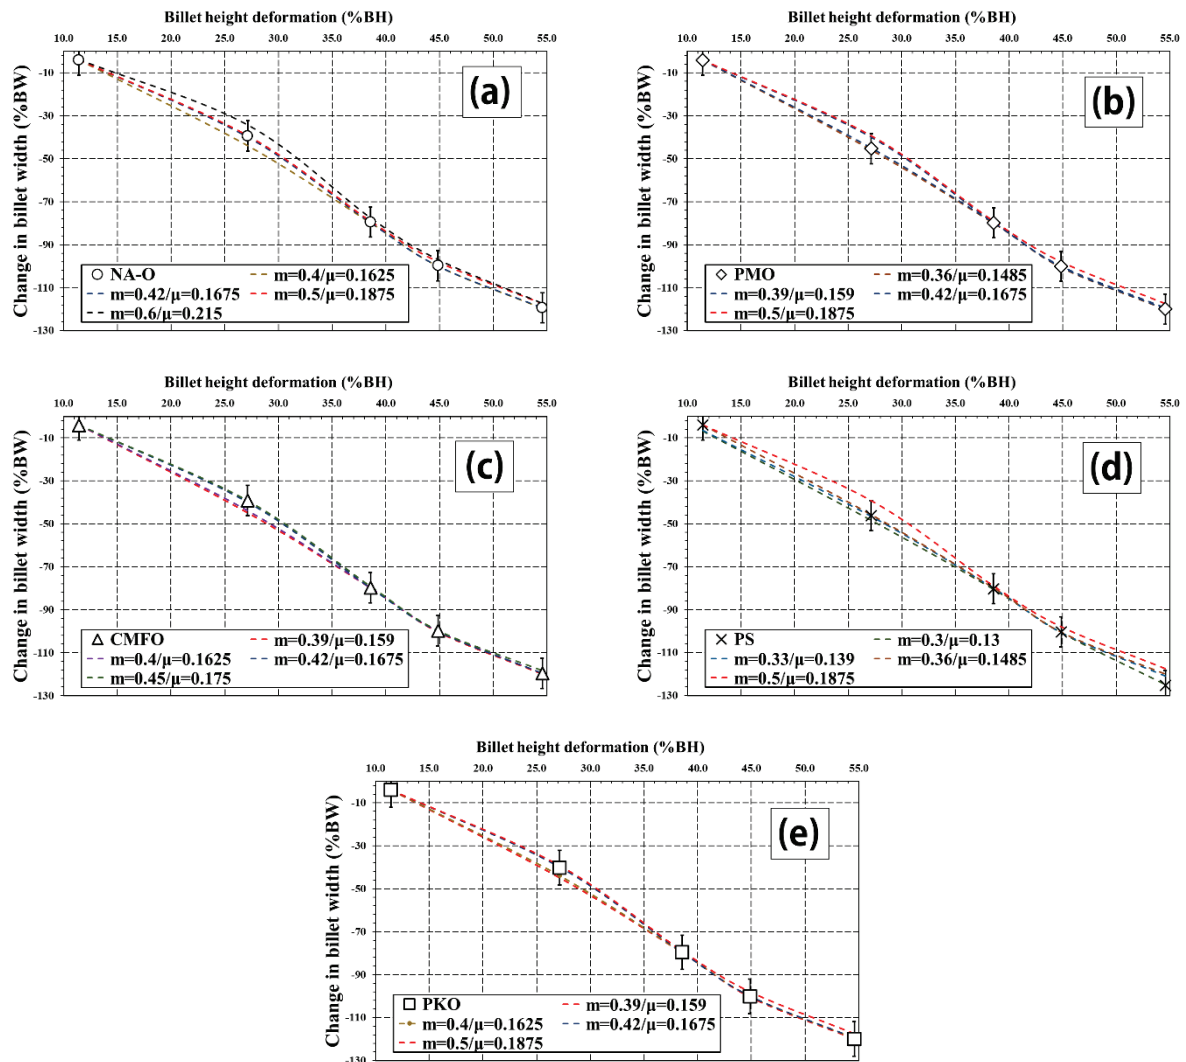 Billet height deformation (%BH)
10.0 15.0 20.0 25.0 30.0 35.0 40.0 45.0 50.0 55.0
Change in billet width (%BW)
-10
-30
-50
-70
-90
-110
-130
(a)
NA-O m=0.4/μ=0.1625
m=0.42/μ=0.1675 m=0.5/μ=0.1875
m=0.6/μ=0.215
Billet height deformation (%BH)
10.0 15.0 20.0 25.0 30.0 35.0 40.0 45.0 50.0 55.0
Change in billet width (%BW)
-10
-30
-50
-70
-90
-110
-130
(b)
PMO m=0.36/μ=0.1485
m=0.39/μ=0.159 m=0.42/μ=0.1675
m=0.5/μ=0.1875
Billet height deformation (%BH)
10.0 15.0 20.0 25.0 30.0 35.0 40.0 45.0 50.0 55.0
Change in billet width (%BW)
-10
-30
-50
-70
-90
-110
-130
(c)
CMFO m=0.39/μ=0.159
m=0.4/μ=0.1625 m=0.42/μ=0.1675
m=0.45/μ=0.175
Billet height deformation (%BH)
10.0 15.0 20.0 25.0 30.0 35.0 40.0 45.0 50.0 55.0
Change in billet width (%BW)
-10
-30
-50
-70
-90
-110
-130
(d)
PS m=0.3/μ=0.13
m=0.33/μ=0.139 m=0.36/μ=0.1485
m=0.5/μ=0.1875
Billet height deformation (%BH)
10.0 15.0 20.0 25.0 30.0 35.0 40.0 45.0 50.0 55.0
Change in billet width (%BW)
-10
-30
-50
-70
-90
-110
-130
(e)
PKO m=0.39/μ=0.159
m=0.4/μ=0.1625 m=0.42/μ=0.1675
m=0.5/μ=0.1875